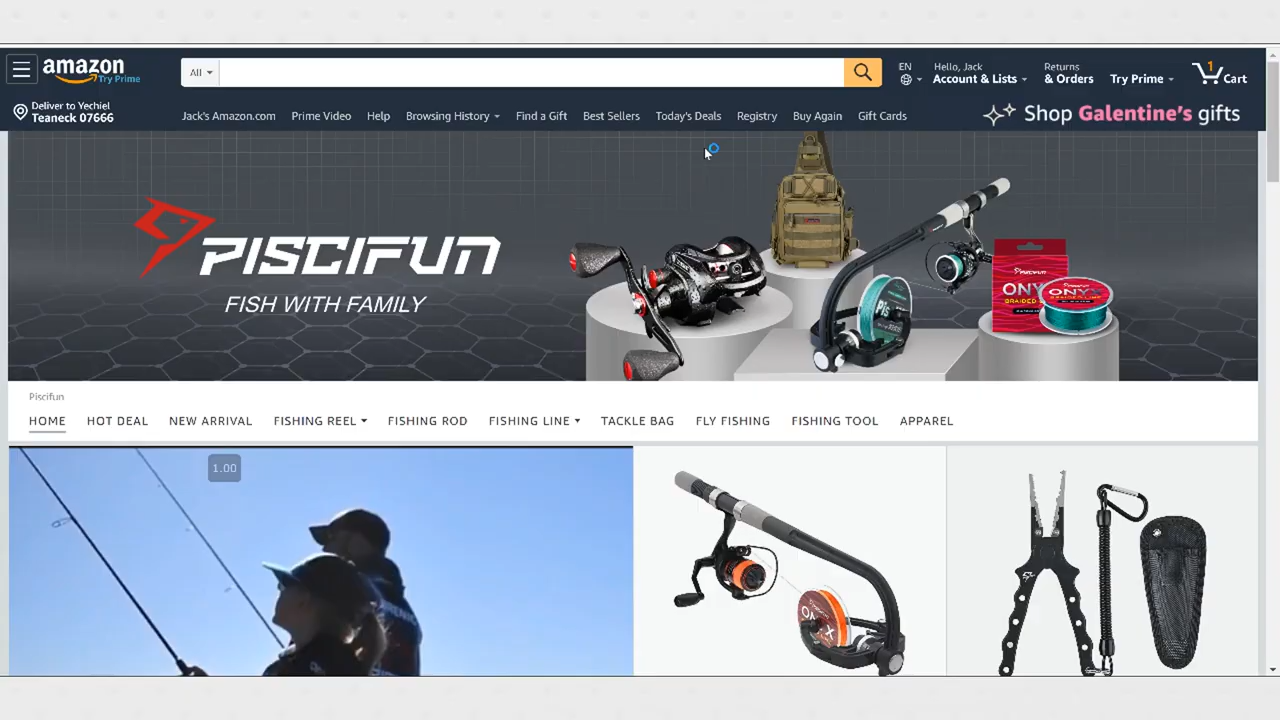 amazon
Try Prime
All
EN
Hello, Jack
Account & Lists
Returns
& Orders
Try Prime
1
Cart
Deliver to Yechiel
Teaneck 07666
Jack's Amazon.com
Prime Video
Help
Browsing History
Find a Gift
Best Sellers
Today's Deals
Registry
Buy Again
Gift Cards
Shop Galentine's gifts
PISCIFUN
FISH WITH FAMILY
ONYX
BRAIDED
Piscifun
HOME
HOT DEAL
NEW ARRIVAL
FISHING REEL
FISHING ROD
FISHING LINE
TACKLE BAG
FLY FISHING
FISHING TOOL
APPAREL
1.00